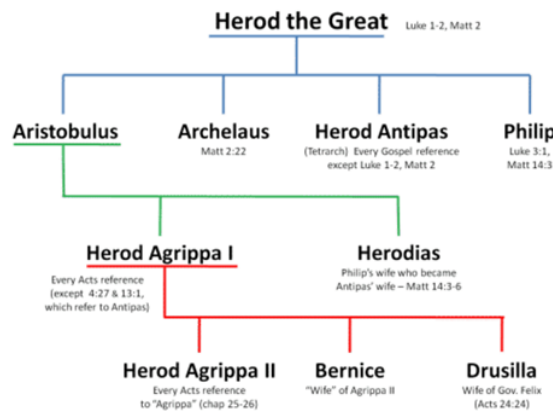 Herod the Great
Luke 1-2, Matt 2
Aristobulus
Archelaus
Matt 2:22
Herod Antipas
(Tetrarch) Every Gospel reference
except Luke 1-2, Matt 2
Philip
Luke 3:1,
Matt 14:3
Herod Agrippa I
Every Acts reference
(except 4:27 & 13:1,
which refer to Antipas)
Herodias
Philip's wife who became
Antipas' wife – Matt 14:3-6
Herod Agrippa II
Every Acts reference
to "Agrippa" (chap 25-26)
Bernice
"Wife" of Agrippa II
Drusilla
Wife of Gov. Felix
(Acts 24:24)